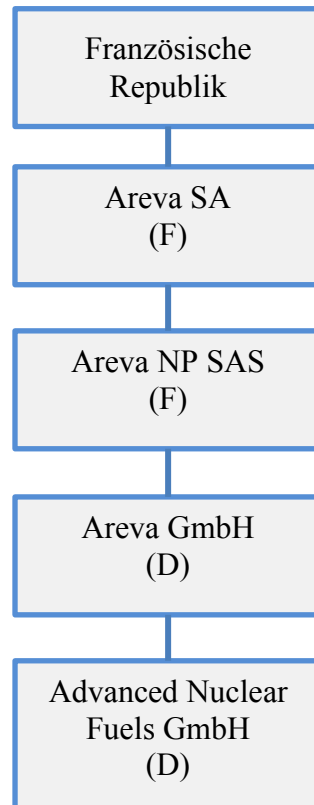 Französische
Republik
Areva SA
(F)
Areva NP SAS
(F)
Areva GmbH
(D)
Advanced Nuclear
Fuels GmbH
(D)